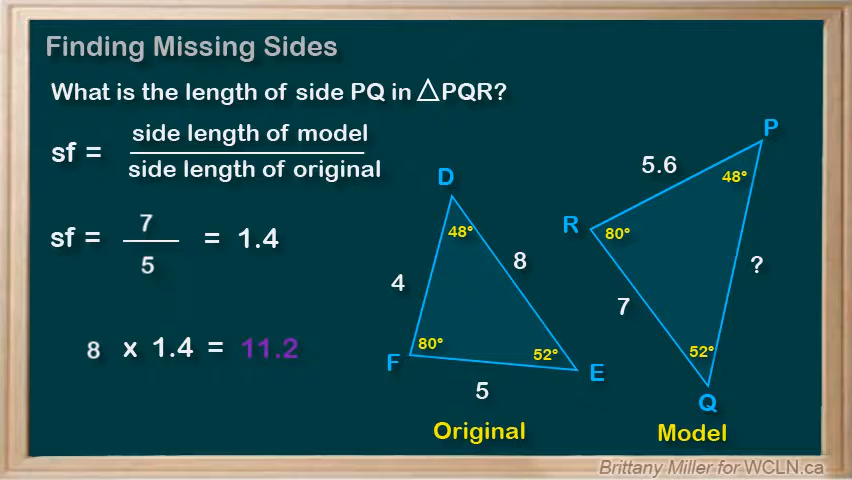 Finding Missing Sides
What is the length of side PQ in △PQR?
sf = side length of model
side length of original
sf = 7
5
= 1.4
8 x 1.4 = 11.2
D
48°
4
8
80°
52°
F
E
5
Original
P
5.6
48°
R
80°
?
7
52°
Q
Model
Brittany Miller for WCLN.ca